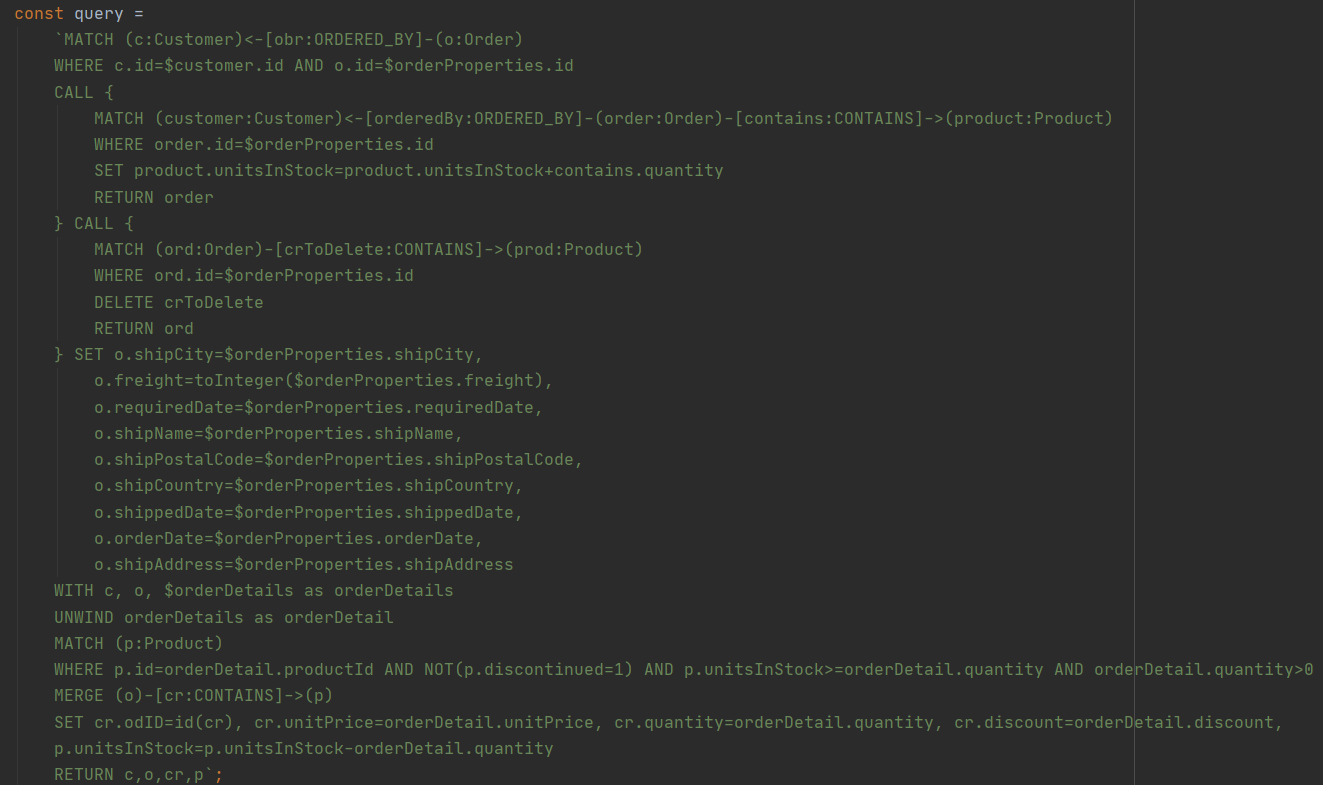 const query =
`MATCH (c:Customer)<-[obr:ORDERED_BY]-(o:Order)
WHERE c.id=$customer.id AND o.id=$orderProperties.id
CALL {
MATCH (customer:Customer)<-[orderedBy:ORDERED_BY]-(order:Order)-[contains:CONTAINS]->(product:Product)
WHERE order.id=$orderProperties.id
SET product.unitsInStock=product.unitsInStock+contains.quantity
RETURN order
} CALL {
MATCH (ord:Order)-[crToDelete:CONTAINS]->(prod:Product)
WHERE ord.id=$orderProperties.id
DELETE crToDelete
RETURN ord
} SET o.shipCity=$orderProperties.shipCity,
o.freight=toInteger($orderProperties.freight),
o.requiredDate=$orderProperties.requiredDate,
o.shipName=$orderProperties.shipName,
o.shipPostalCode=$orderProperties.shipPostalCode,
o.shipCountry=$orderProperties.shipCountry,
o.shippedDate=$orderProperties.shippedDate,
o.orderDate=$orderProperties.orderDate,
o.shipAddress=$orderProperties.shipAddress
WITH c, o, $orderDetails as orderDetails
UNWIND orderDetails as orderDetail
MATCH (p:Product)
WHERE p.id=orderDetail.productId AND NOT(p.discontinued=1) AND p.unitsInStock>=orderDetail.quantity AND orderDetail.quantity>0
MERGE (o)-[cr:CONTAINS]->(p)
SET cr.odID=id(cr), cr.unitPrice=orderDetail.unitPrice, cr.quantity=orderDetail.quantity, cr.discount=orderDetail.discount,
p.unitsInStock=p.unitsInStock-orderDetail.quantity
RETURN c,o,cr,p`;